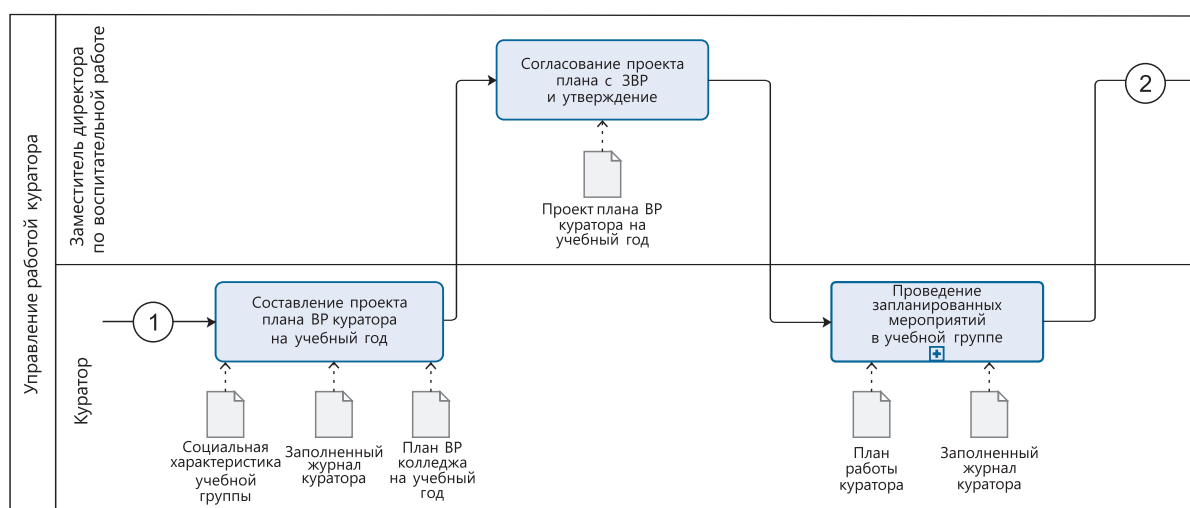 Управление работой куратора
Заместитель директора
по воспитательной работе
Согласование проекта
плана с ЗВР
и утверждение
Проект плана ВР
куратора на
учебный год
2
Куратор
1
Составление проекта
плана ВР куратора
на учебный год
Социальная
характеристика
учебной
группы
Заполненный
журнал
куратора
План ВР
колледжа
на учебный
год
Проведение
запланированных
мероприятий
в учебной группе
План
работы
куратора
Заполненный
журнал
куратора